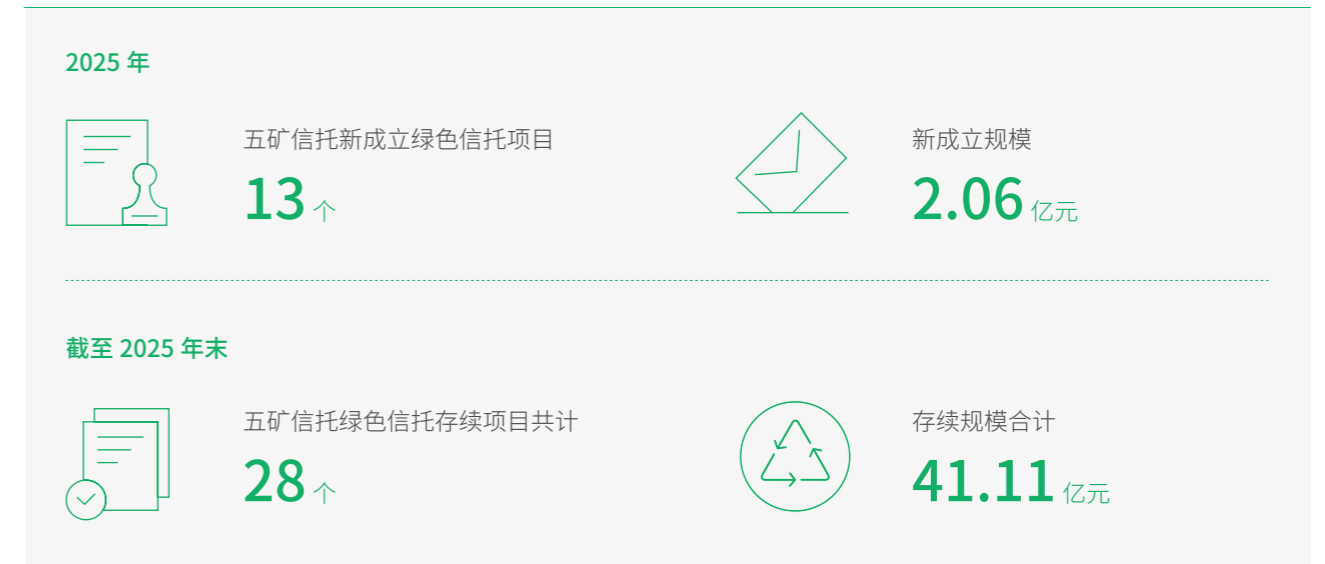 2025 年
五矿信托新成立绿色信托项目
13 个
新成立规模
2.06 亿元
截至 2025 年末
五矿信托绿色信托存续项目共计
28 个
存续规模合计
41.11 亿元